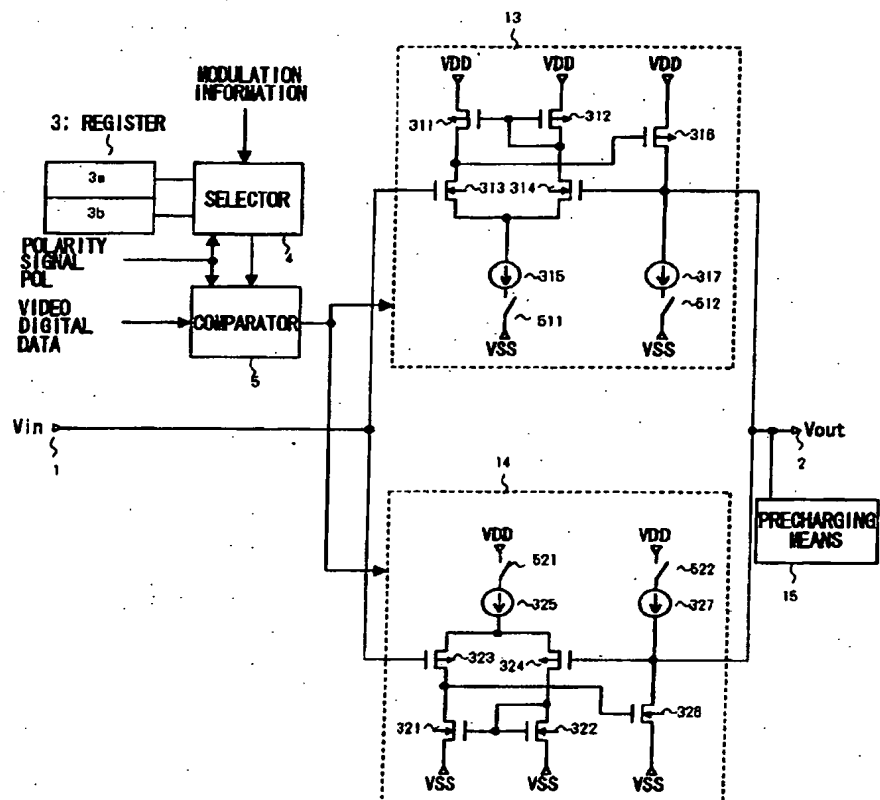 13
MODULATION
INFORMATION
VDD VDD VDD
3: REGISTER
311 312 316
3a
3b
SELECTOR
4
313 314
POLARITY
SIGNAL
POL
315 317
VIDEO
DIGITAL
DATA
COMPARATOR
5
511 512
VSS VSS
Vin
1
Vout
2
14
PRECHARGING
MEANS
15
VDD VDD
521 522
325 327
323 324
321 322 326
VSS VSS VSS